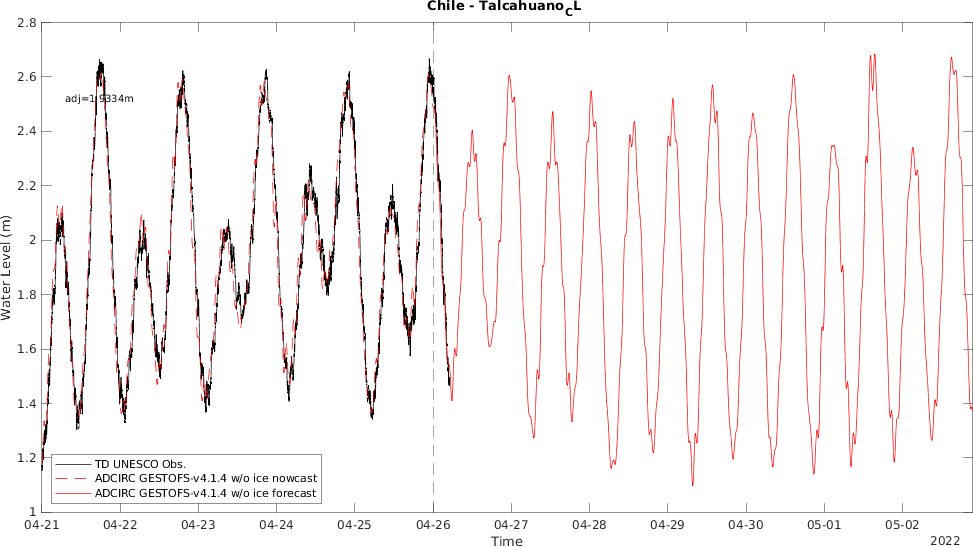 Chile - Talcahuano_CL
2.8
2.6
adj=1.9334m
2.4
2.2
2
1.8
1.6
1.4
1.2
1
Water Level (m)
TD UNESCO Obs.
ADCIRC GESTOFS-v4.1.4 w/o ice nowcast
ADCIRC GESTOFS-v4.1.4 w/o ice forecast
04-21 04-22 04-23 04-24 04-25 04-26 04-27 04-28 04-29 04-30 05-01 05-02
Time
2022